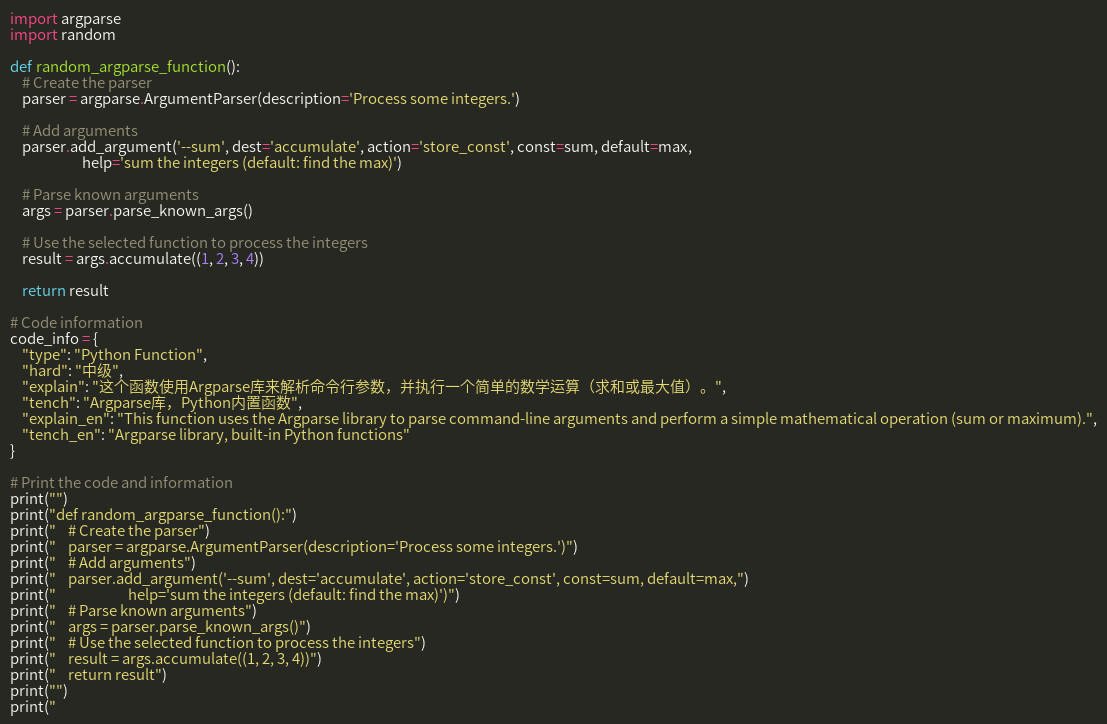 import argparse
import random
def random_argparse_function():
# Create the parser
parser = argparse.ArgumentParser(description='Process some integers.')
# Add arguments
parser.add_argument('--sum', dest='accumulate', action='store_const', const=sum, default=max,
help='sum the integers (default: find the max)')
# Parse known arguments
args = parser.parse_known_args()
# Use the selected function to process the integers
result = args.accumulate((1, 2, 3, 4))
return result
# Code information
code_info = {
"type": "Python Function",
"hard": "中级",
"explain": "这个函数使用Argparse库来解析命令行参数，并执行一个简单的数学运算（求和或最大值）。",
"tench": "Argparse库，Python内置函数",
"explain_en": "This function uses the Argparse library to parse command-line arguments and perform a simple mathematical operation (sum or maximum).",
"tench_en": "Argparse library, built-in Python functions"
}
# Print the code and information
print("")
print("def random_argparse_function():")
print("    # Create the parser")
print("    parser = argparse.ArgumentParser(description='Process some integers.')")
print("    # Add arguments")
print("    parser.add_argument('--sum', dest='accumulate', action='store_const', const=sum, default=max,")
print("                        help='sum the integers (default: find the max)')")
print("    # Parse known arguments")
print("    args = parser.parse_known_args()")
print("    # Use the selected function to process the integers")
print("    result = args.accumulate((1, 2, 3, 4))")
print("    return result")
print("")
print("